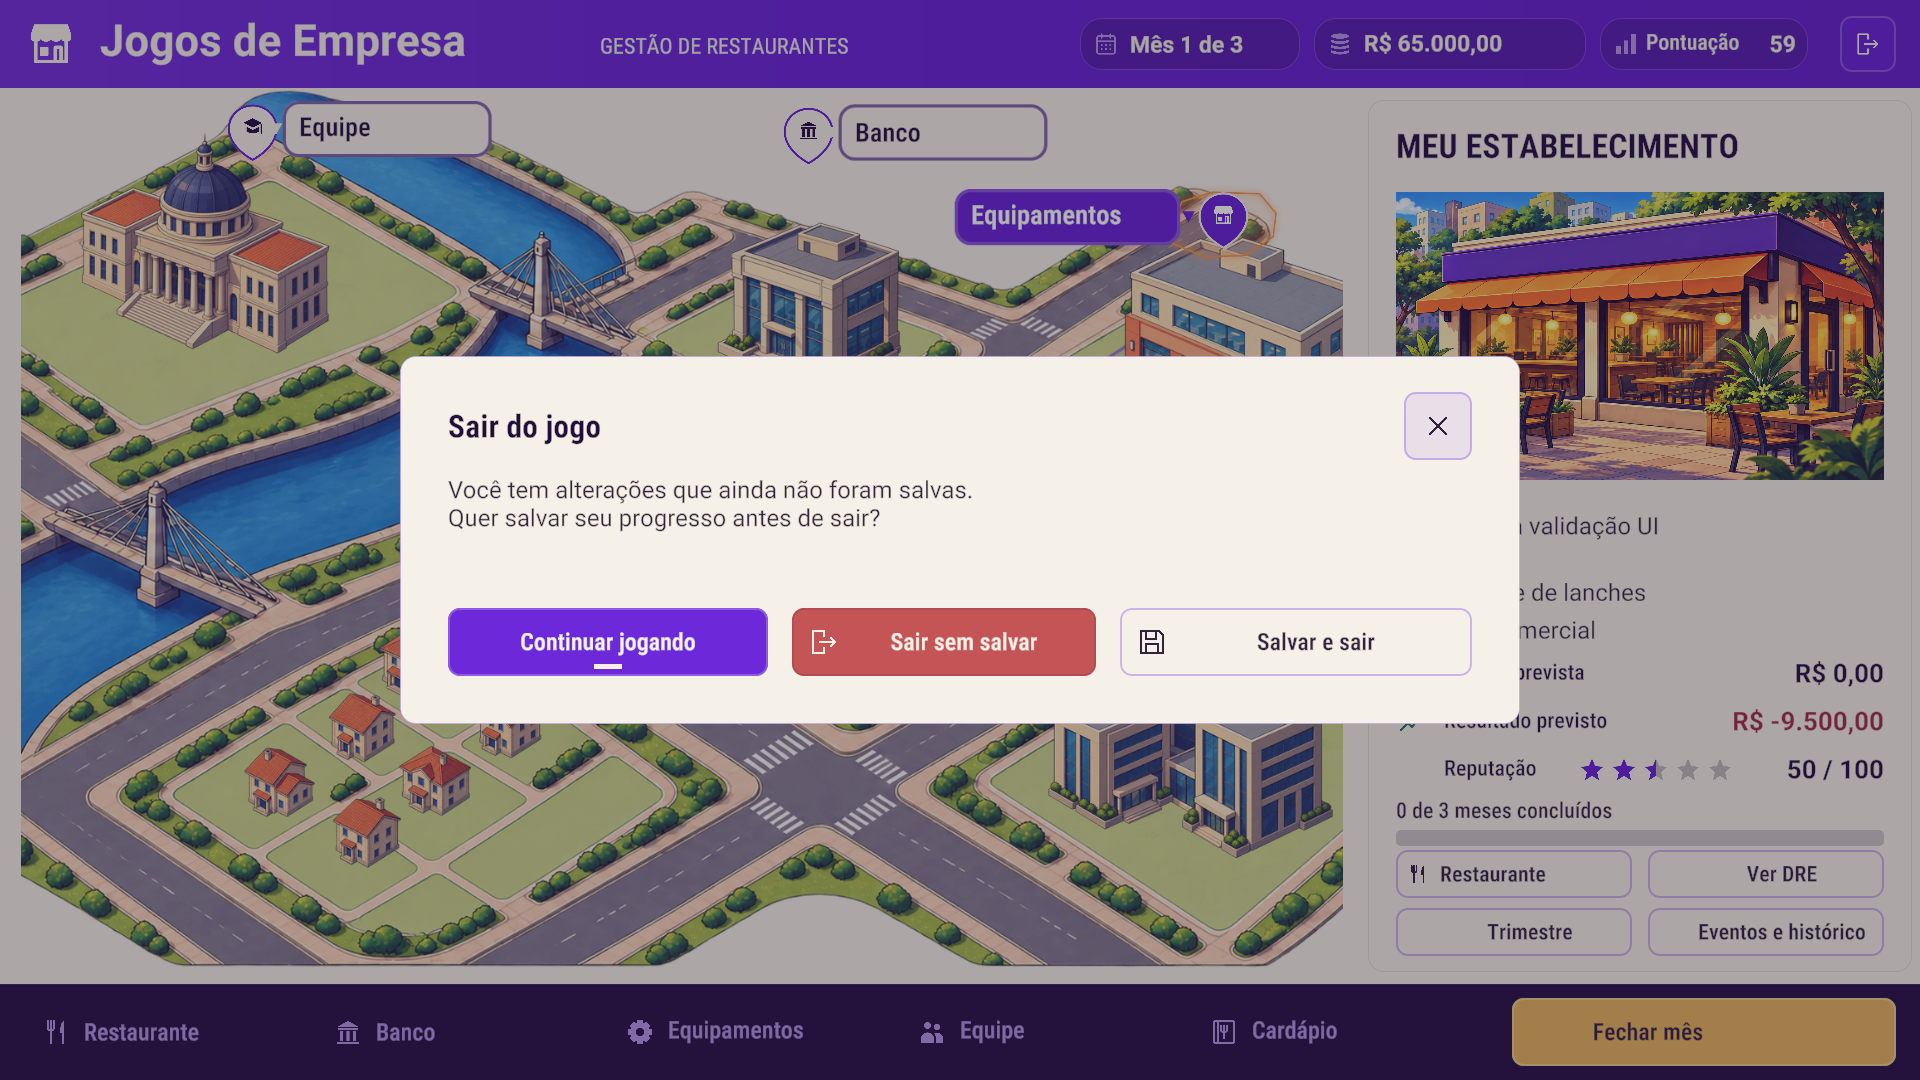 Jogos de Empresa
GESTÃO DE RESTAURANTES
Mês 1 de 3
R$ 65.000,00
Pontuação 59
Equipe
Banco
Equipamentos
MEU ESTABELECIMENTO
validação UI
de lanches
Sair do jogo
Você tem alterações que ainda não foram salvas.
Quer salvar seu progresso antes de sair?
Continuar jogando
Sair sem salvar
Salvar e sair
R$ 0,00
previsto R$ -9.500,00
Reputação 50 / 100
0 de 3 meses concluídos
Restaurante
Ver DRE
Trimestre
Eventos e histórico
Restaurante
Banco
Equipamentos
Equipe
Cardápio
Fechar mês